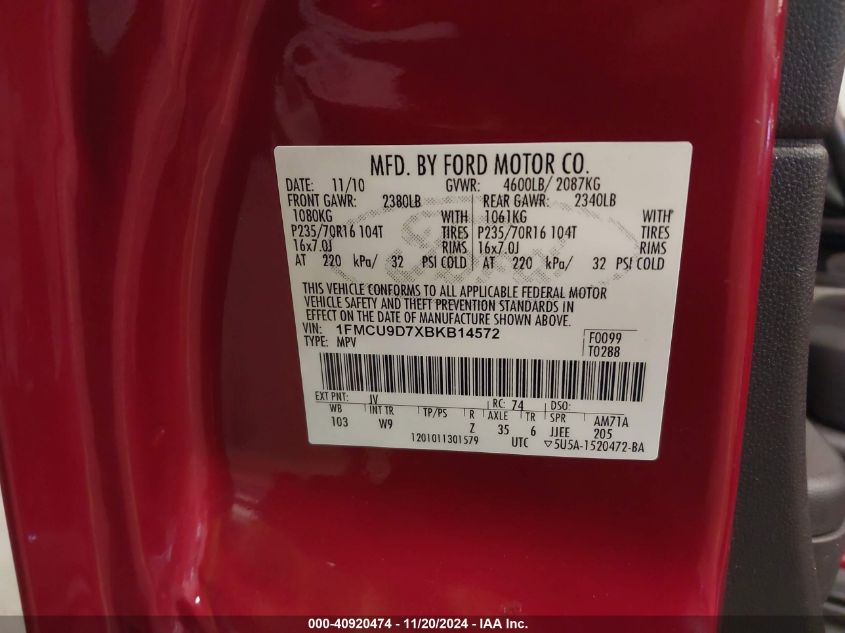 MFD. BY FORD MOTOR CO.
DATE: 11/10 GVWR: 4600LB/ 2087KG
FRONT GAWR: 2380LB REAR GAWR: 2340LB
1080KG WITH 1061KG WITH
P235/70R16 104T TIRES P235/70R16 104T TIRES
16x7.0J RIMS 16x7.0J RIMS
AT 220 kPa/ 32 PSI COLD AT 220 kPa/ 32 PSI COLD
THIS VEHICLE CONFORMS TO ALL APPLICABLE FEDERAL MOTOR
VEHICLE SAFETY AND THEFT PREVENTION STANDARDS IN
EFFECT ON THE DATE OF MANUFACTURE SHOWN ABOVE.
VIN: 1FMCU9D7XBKB14572 F0099
TYPE: MPV T0288
EXT PNT: JV RC: 74 DSO:
WB INT TR TP/PS R AXLE TR SPR AM71A
103 W9 Z 35 6 JJEE 205
1201011301579 UTC ▽5U5A-1520472-BA
000-40920474 - 11/20/2024 - IAA Inc.